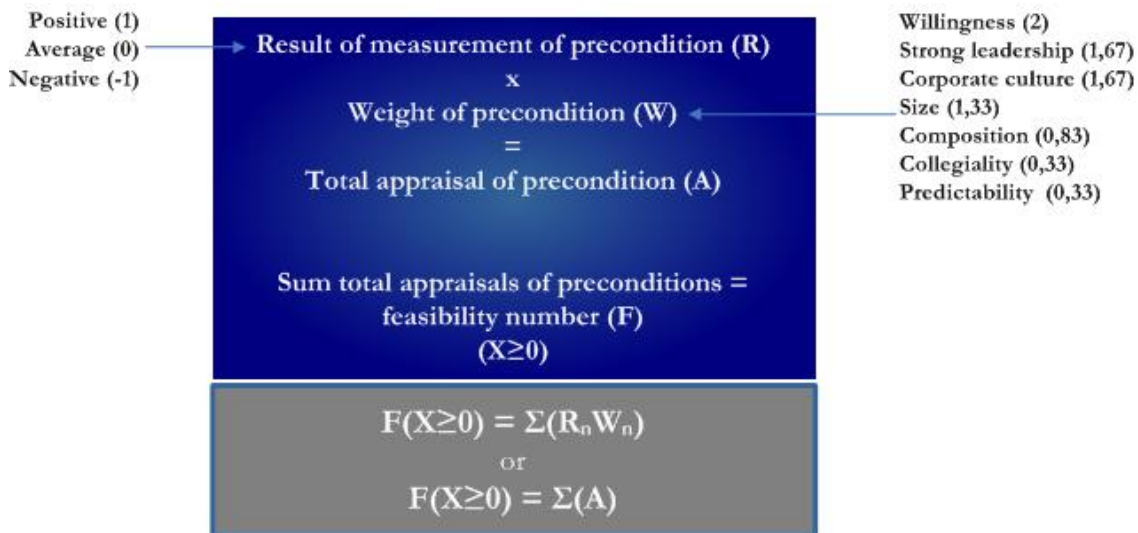 Positive (1)
Average (0)
Negative (-1)
Result of measurement of precondition (R)
x
Weight of precondition (W)
=
Total appraisal of precondition (A)
Sum total appraisals of preconditions =
feasibility number (F)
(X≥0)
Willingness (2)
Strong leadership (1,67)
Corporate culture (1,67)
Size (1,33)
Composition (0,83)
Collegiality (0,33)
Predictability (0,33)
F(X≥0) = Σ(RₙWₙ)
or
F(X≥0) = Σ(A)